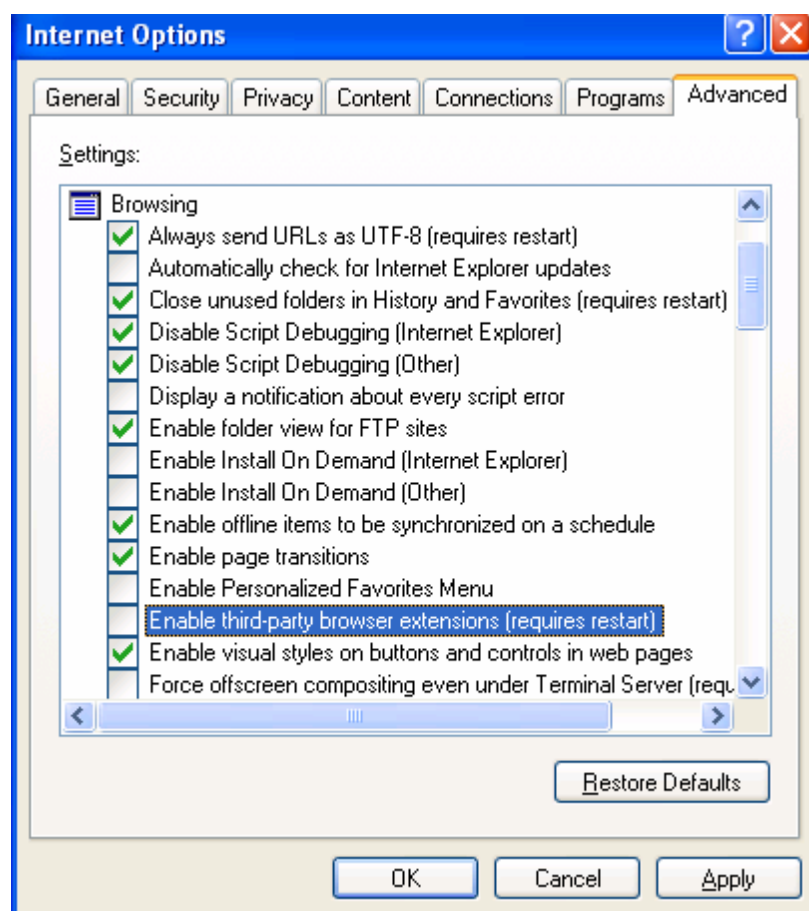 Internet Options
General Security Privacy Content Connections Programs Advanced
Settings:
Browsing
Always send URLs as UTF-8 (requires restart)
Automatically check for Internet Explorer updates
Close unused folders in History and Favorites (requires restart)
Disable Script Debugging (Internet Explorer)
Disable Script Debugging (Other)
Display a notification about every script error
Enable folder view for FTP sites
Enable Install On Demand (Internet Explorer)
Enable Install On Demand (Other)
Enable offline items to be synchronized on a schedule
Enable page transitions
Enable Personalized Favorites Menu
Enable third-party browser extensions (requires restart)
Enable visual styles on buttons and controls in web pages
Force offscreen compositing even under Terminal Server (requ
Restore Defaults
OK Cancel Apply